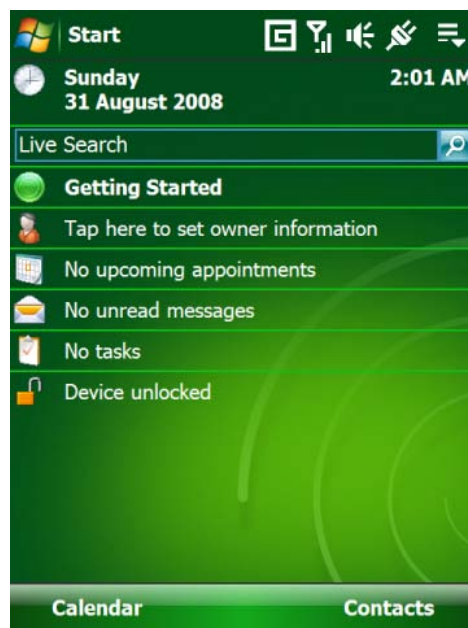 Start G
Sunday
2:01 AM
31 August 2008
Live Search
Getting Started
Tap here to set owner information
No upcoming appointments
No unread messages
No tasks
Device unlocked
Calendar Contacts